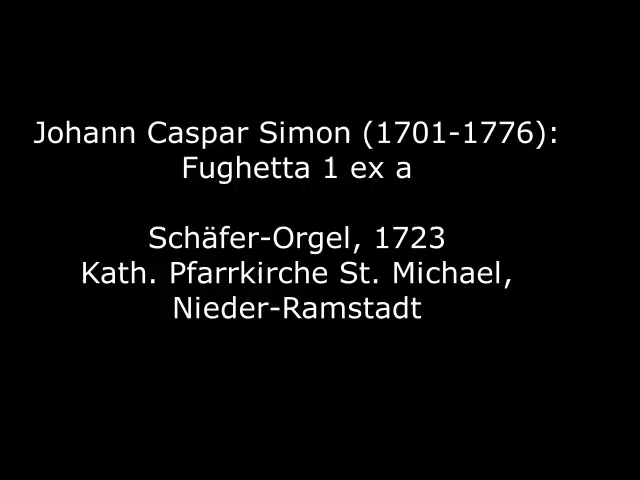 Johann Caspar Simon (1701-1776):
Fughetta 1 ex a
Schäfer-Orgel, 1723
Kath. Pfarrkirche St. Michael,
Nieder-Ramstadt